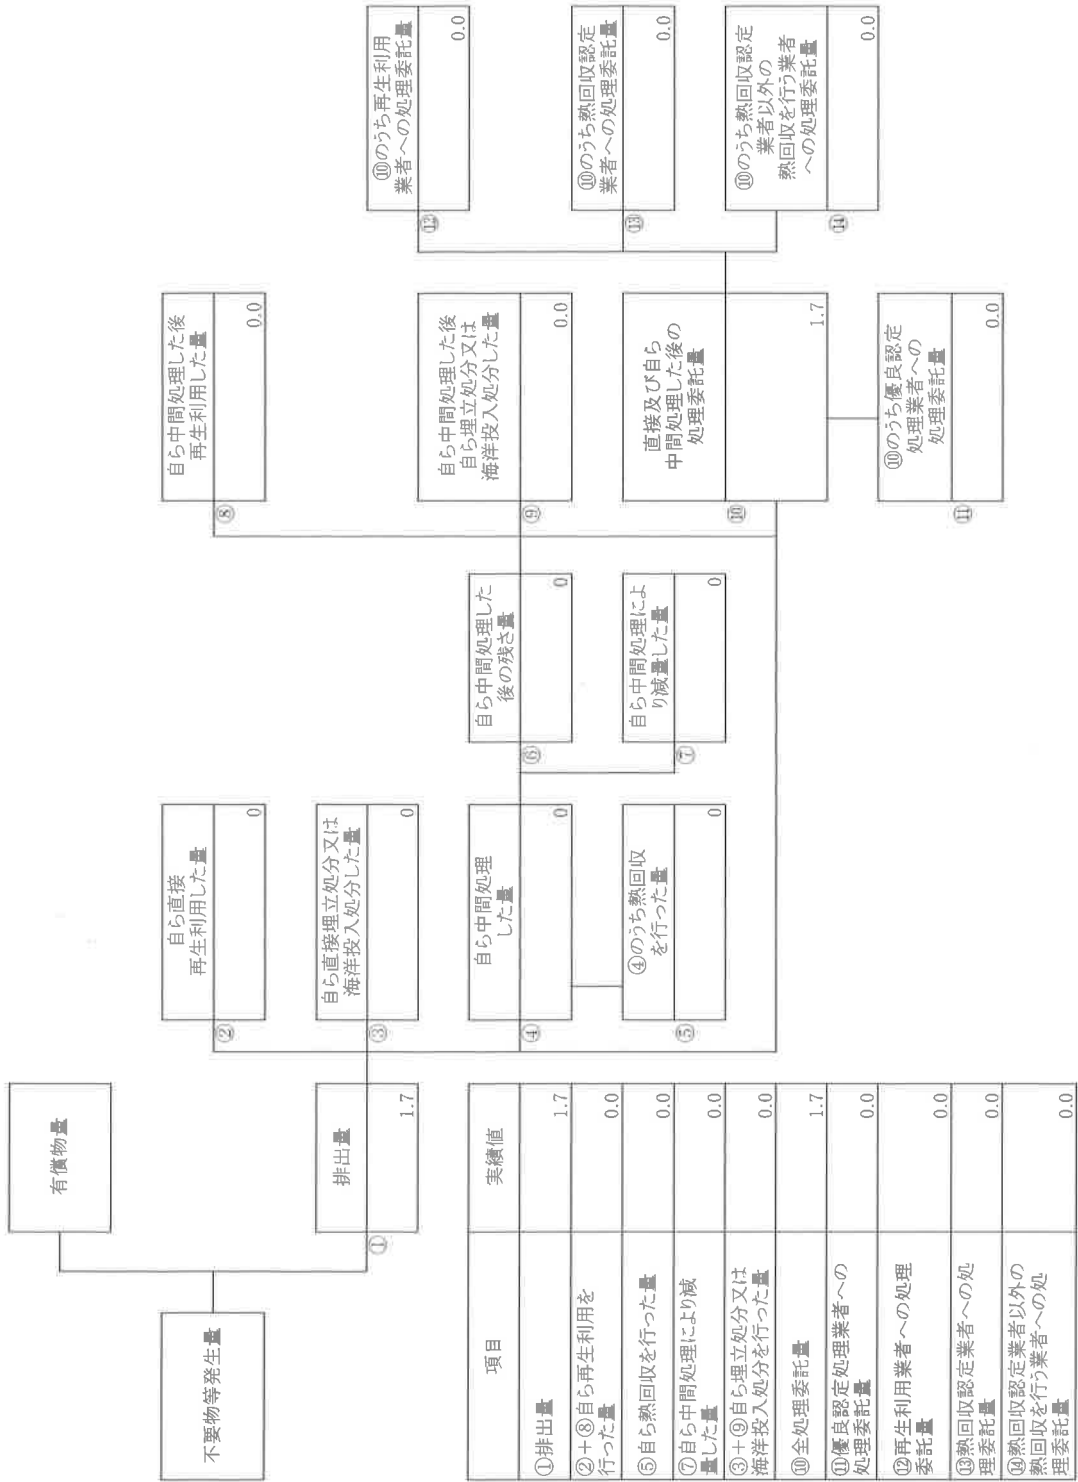 不要物等発生量
有償物量
①
排出量
1.7
②
自ら直接
再生利用した量
0
③
自ら直接埋立処分又は
海洋投入処分した量
0
④
自ら中間処理
した量
0
⑤
④のうち熱回収
を行った量
0
⑥
自ら中間処理した
後の残さ量
0
⑦
自ら中間処理によ
り減量した量
0
⑧
自ら中間処理した後
再生利用した量
0.0
⑨
自ら中間処理した後
自ら埋立処分又は
海洋投入処分した量
0.0
⑩
直接及び自ら
中間処理した後の
処理委託量
1.7
⑪
⑩のうち優良認定
処理業者への
処理委託量
0.0
⑫
⑩のうち再生利用
業者への処理委託量
0.0
⑬
⑩のうち熱回収認定
業者への処理委託量
0.0
⑭
⑩のうち熱回収認定
業者以外の
熱回収を行う業者
への処理委託量
0.0
項目 実績値
①排出量 1.7
②+⑧自ら再生利用を
行った量 0.0
⑤自ら熱回収を行った量 0.0
⑦自ら中間処理により減
量した量 0.0
③+⑨自ら埋立処分又は
海洋投入処分を行った量 0.0
⑩全処理委託量 1.7
⑪優良認定処理業者への
処理委託量 0.0
⑫再生利用業者への処理
委託量 0.0
⑬熱回収認定業者への処
理委託量 0.0
⑭熱回収認定業者以外の
熱回収を行う業者への処
理委託量 0.0